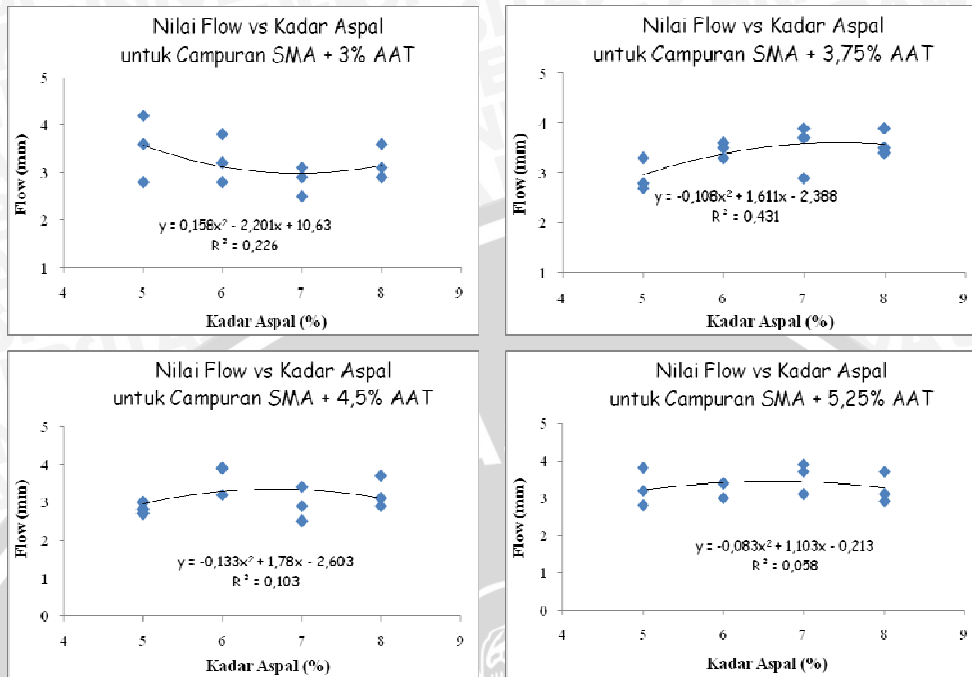 Nilai Flow vs Kadar Aspal
untuk Campuran SMA + 3% AAT
5
4
3
2
1
Flow (mm)
y = 0,158x² - 2,201x + 10,63
R² = 0,226
4 5 6 7 8 9
Kadar Aspal (%)
Nilai Flow vs Kadar Aspal
untuk Campuran SMA + 3,75% AAT
5
4
3
2
1
Flow (mm)
y = -0,108x² + 1,611x - 2,388
R² = 0,431
4 5 6 7 8 9
Kadar Aspal (%)
Nilai Flow vs Kadar Aspal
untuk Campuran SMA + 4,5% AAT
5
4
3
2
1
0
Flow (mm)
y = -0,133x² + 1,78x - 2,603
R² = 0,103
4 5 6 7 8 9
Kadar Aspal (%)
Nilai Flow vs Kadar Aspal
untuk Campuran SMA + 5,25% AAT
5
4
3
2
1
0
Flow (mm)
y = -0,083x² + 1,103x - 0,213
R² = 0,058
4 5 6 7 8 9
Kadar Aspal (%)